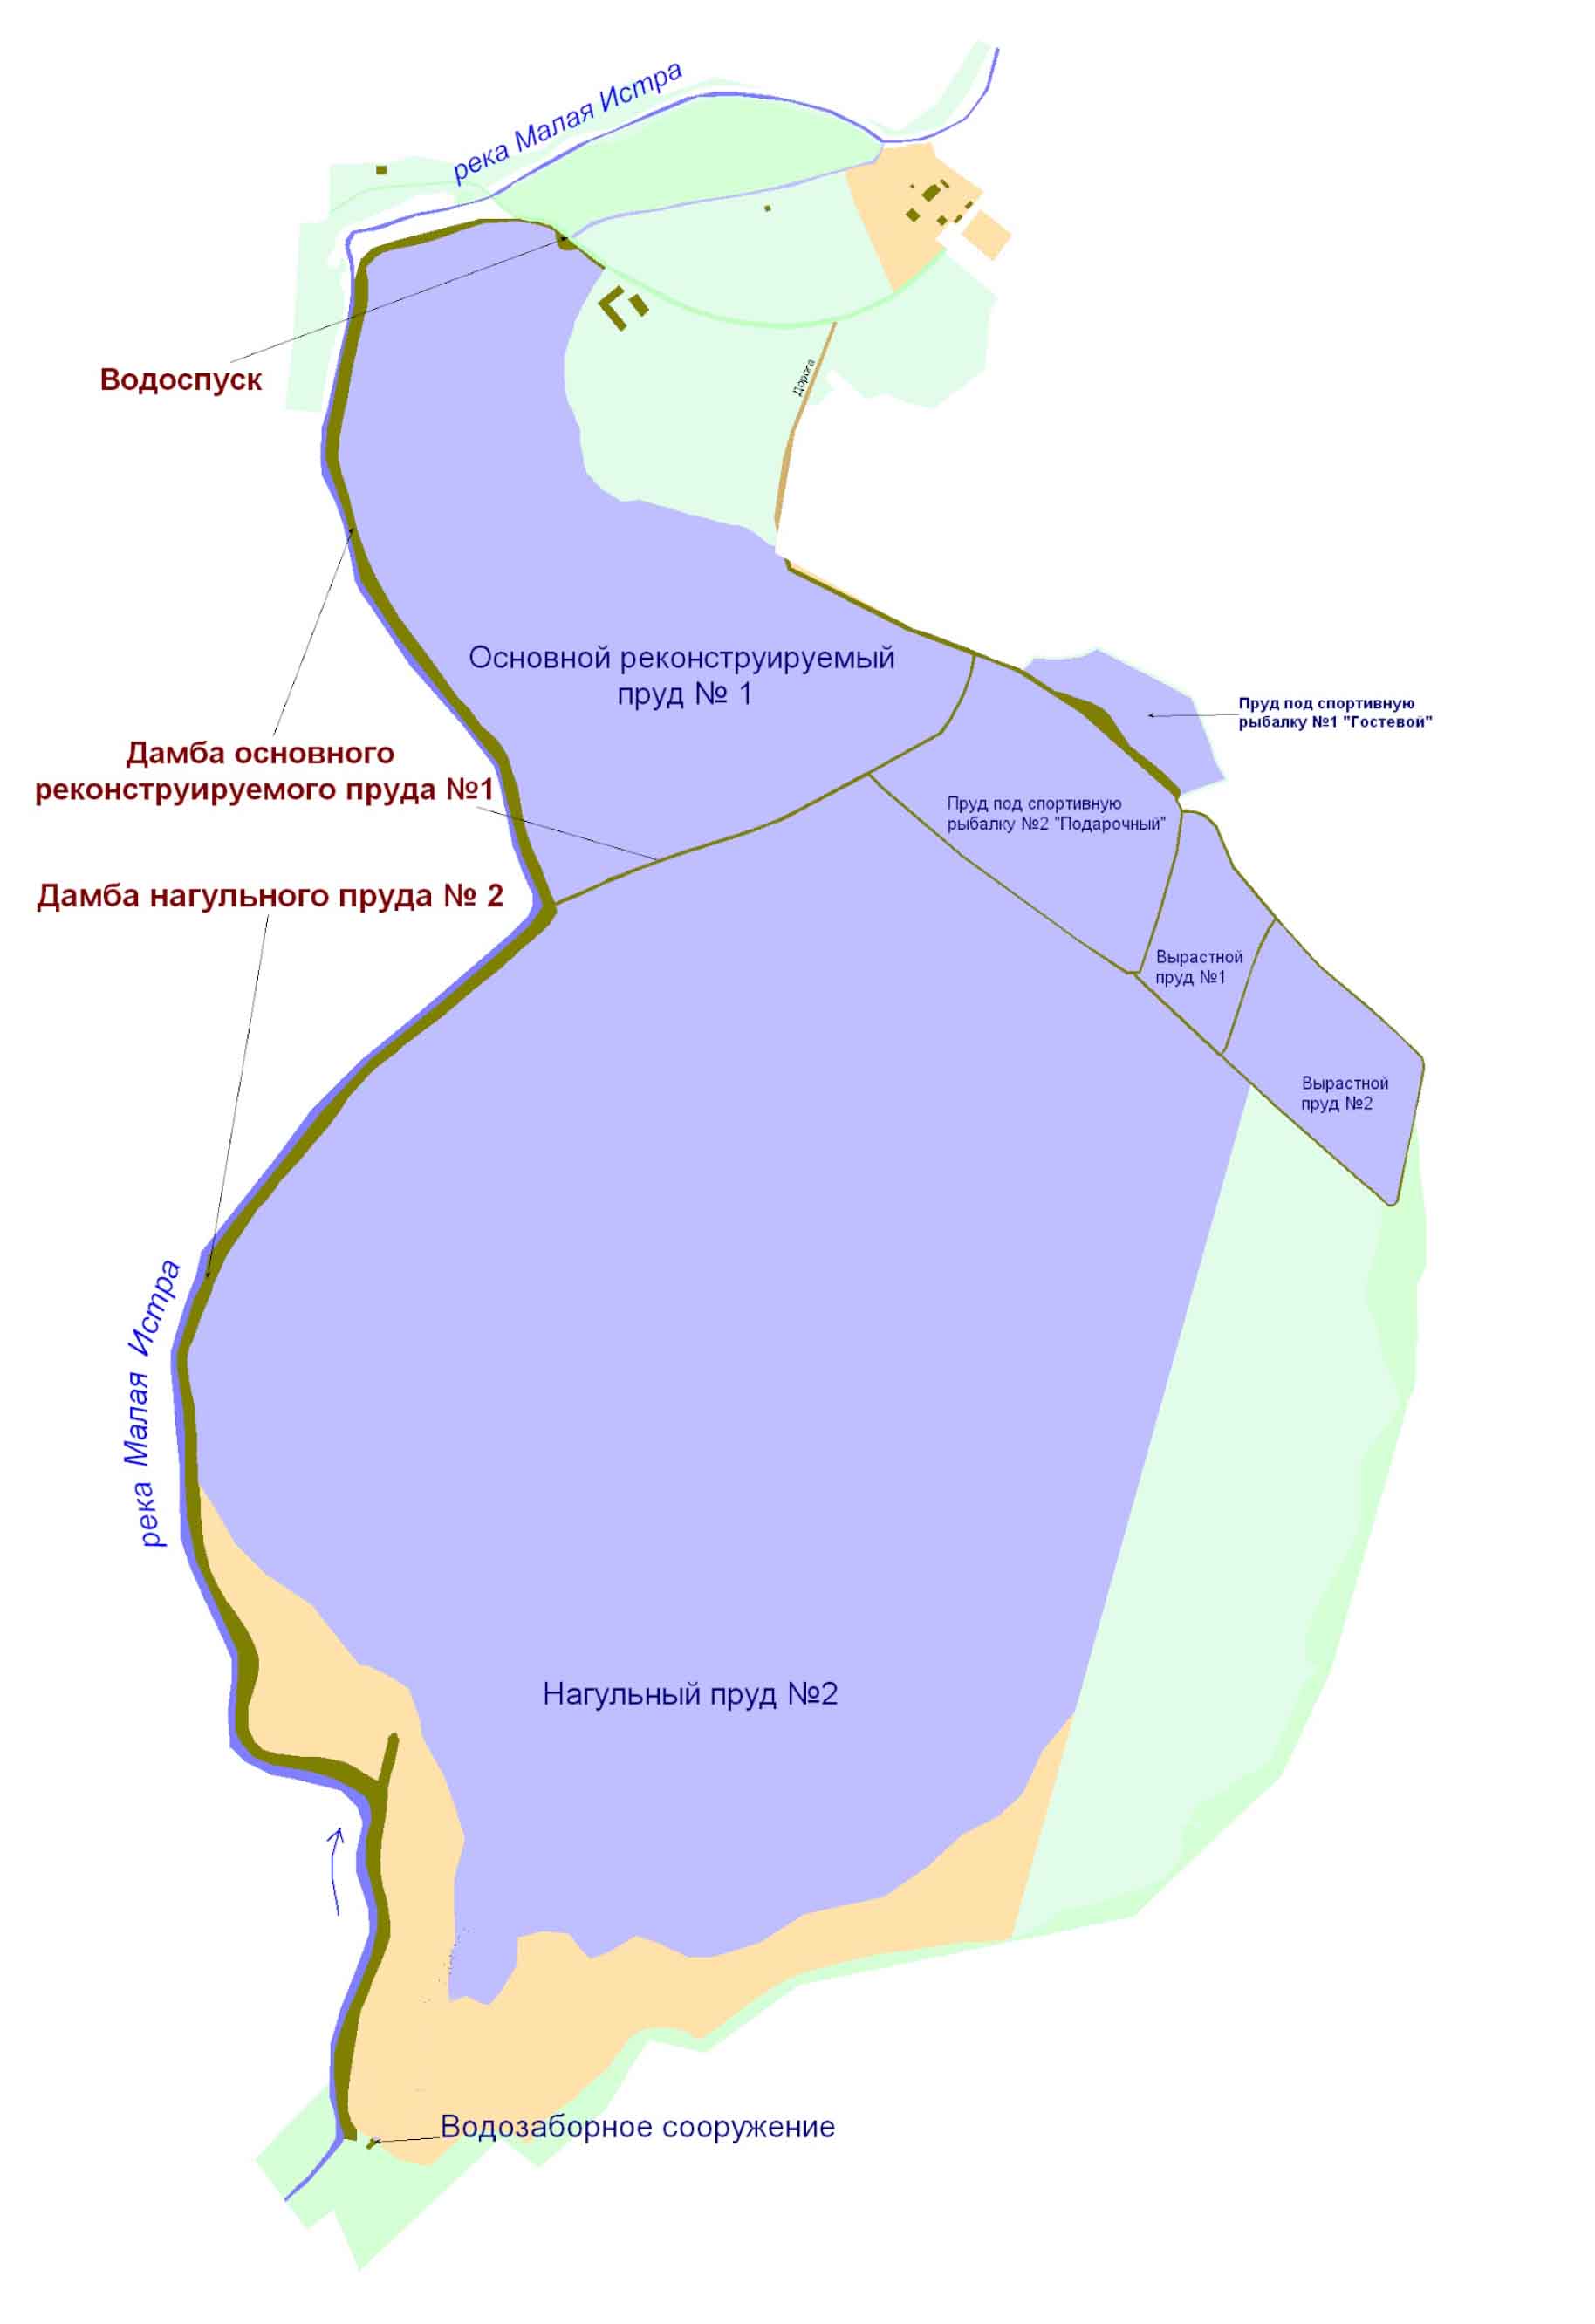 река Малая Истра
Водоспуск
Дорога
Основной реконструируемый
пруд № 1
Пруд под спортивную
рыбалку №1 "Гостевой"
Дамба основного
реконструируемого пруда №1
Пруд под спортивную
рыбалку №2 "Подарочный"
Дамба нагульного пруда № 2
Вырастной
пруд №1
Вырастной
пруд №2
река Малая Истра
Нагульный пруд №2
Водозаборное сооружение